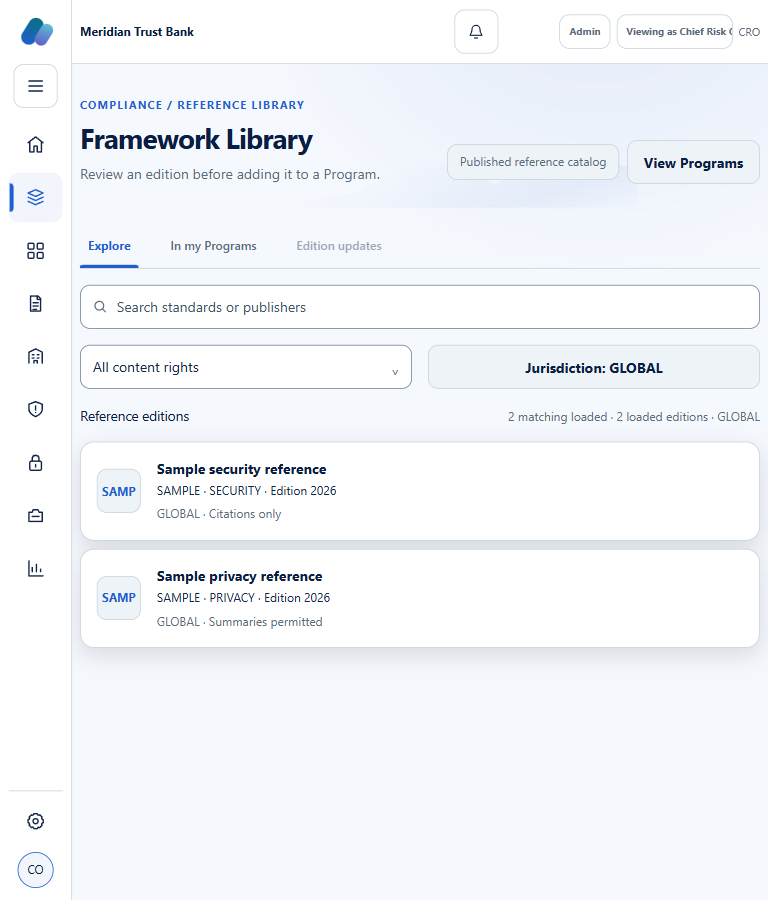 Meridian Trust Bank
Admin
Viewing as Chief Risk
CRO
COMPLIANCE / REFERENCE LIBRARY
Framework Library
Review an edition before adding it to a Program.
Published reference catalog
View Programs
Explore
In my Programs
Edition updates
Search standards or publishers
All content rights
Jurisdiction: GLOBAL
Reference editions
2 matching loaded · 2 loaded editions · GLOBAL
SAMP
Sample security reference
SAMPLE · SECURITY · Edition 2026
GLOBAL · Citations only
SAMP
Sample privacy reference
SAMPLE · PRIVACY · Edition 2026
GLOBAL · Summaries permitted
CO